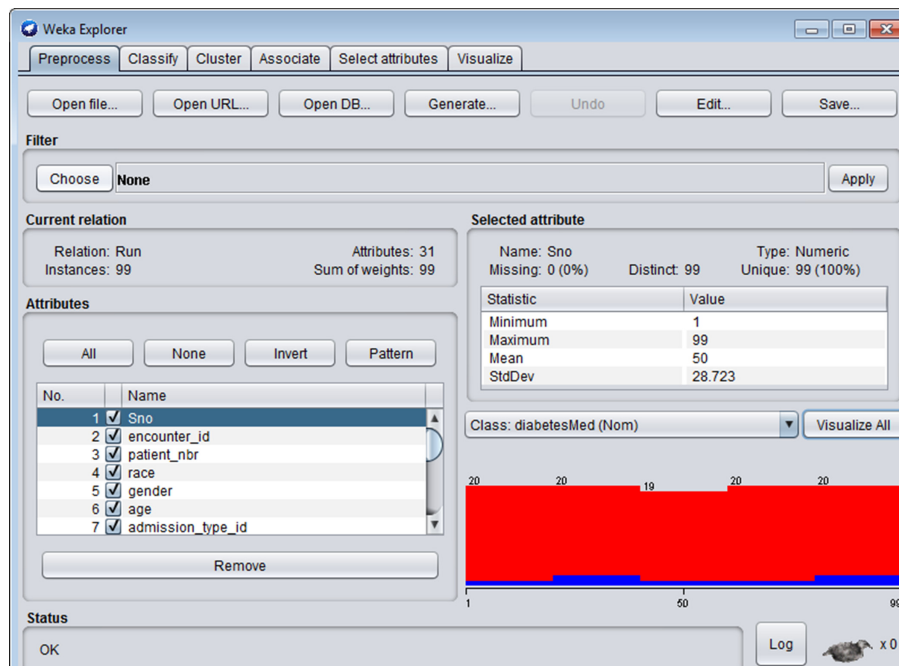 Weka Explorer
Preprocess Classify Cluster Associate Select attributes Visualize
Open file... Open URL... Open DB... Generate... Undo Edit... Save...
Filter
Choose None Apply
Current relation
Relation: Run Attributes: 31
Instances: 99 Sum of weights: 99
Attributes
All None Invert Pattern
No. Name
1 Sno
2 encounter_id
3 patient_nbr
4 race
5 gender
6 age
7 admission_type_id
Remove
Selected attribute
Name: Sno Type: Numeric
Missing: 0 (0%) Distinct: 99 Unique: 99 (100%)
Statistic Value
Minimum 1
Maximum 99
Mean 50
StdDev 28.723
Class: diabetesMed (Nom) Visualize All
20 20 19 20 20
1 50 99
Status
OK Log x 0